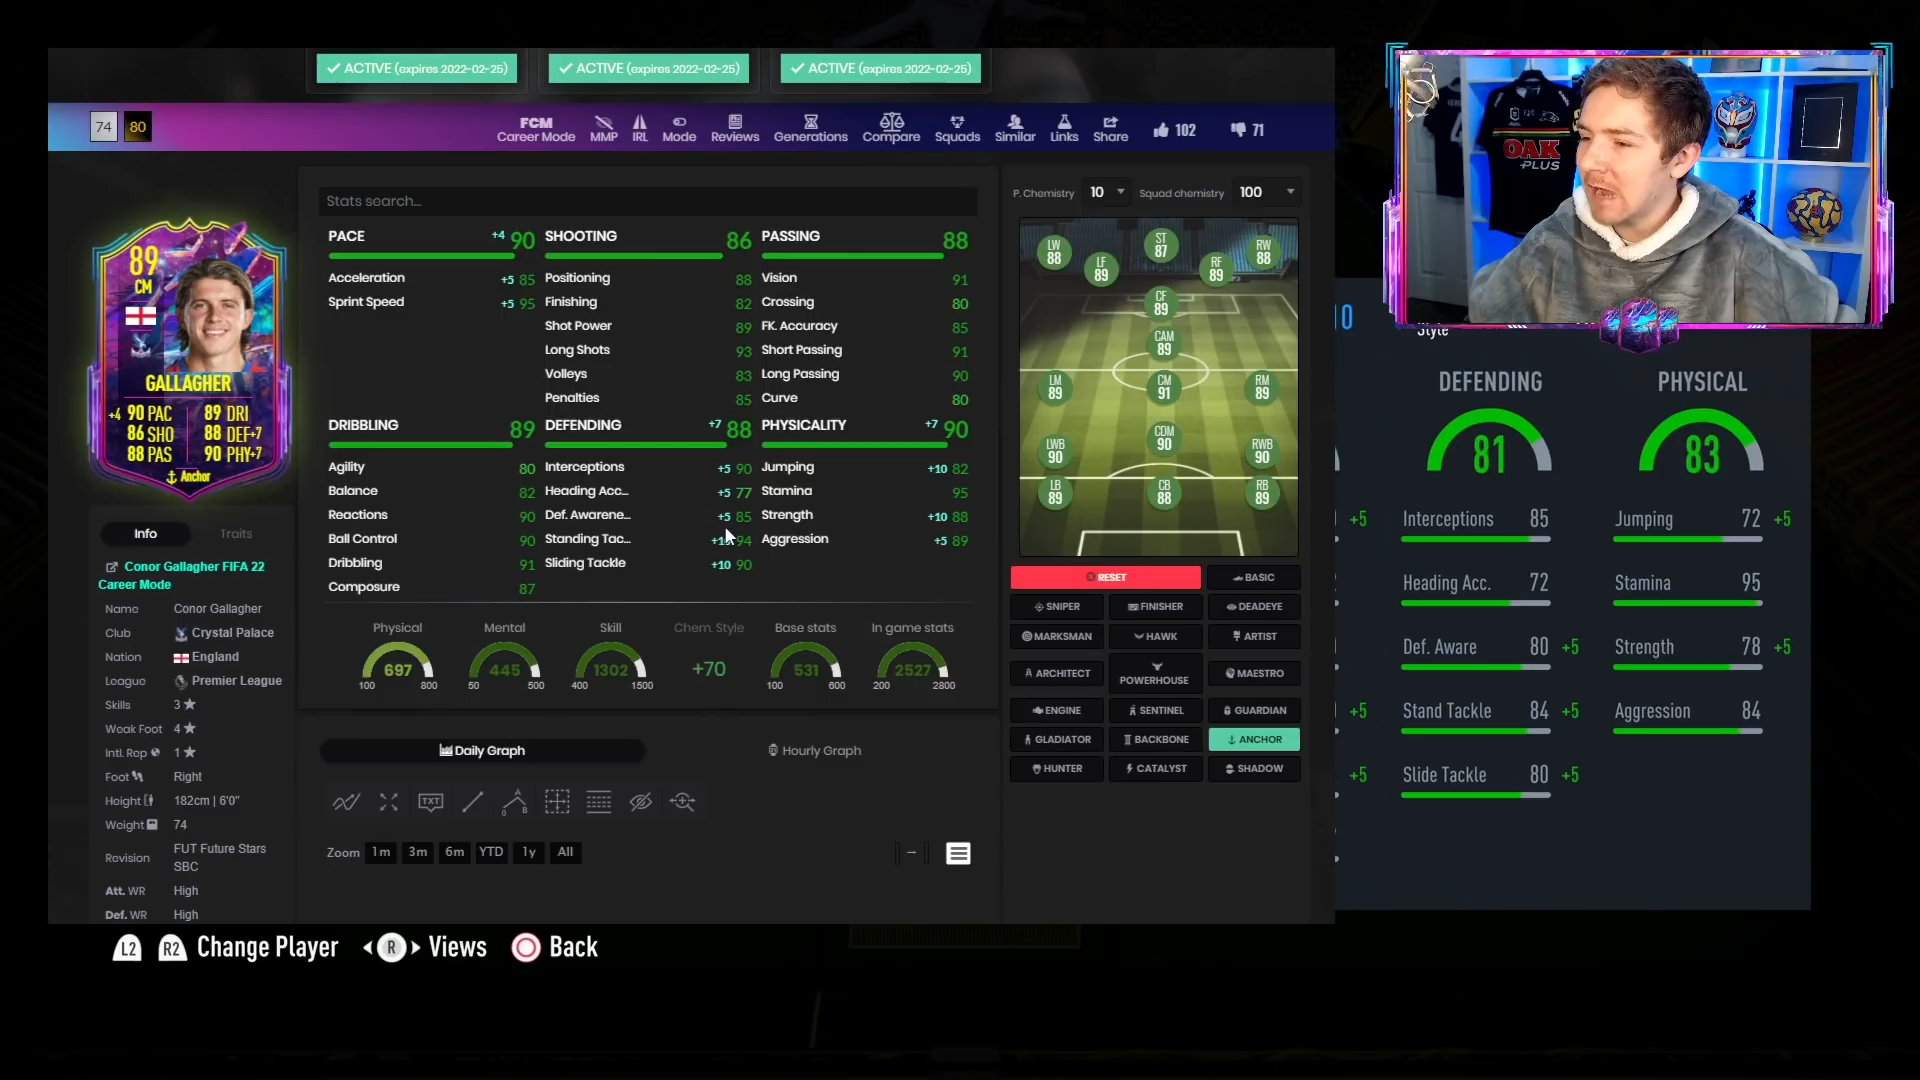 ✓ ACTIVE (expires 2022-02-25) ✓ ACTIVE (expires 2022-02-25) ✓ ACTIVE (expires 2022-02-25)
74 80 FCM Career Mode MMP IRL Mode Reviews Generations Compare Squads Similar Links Share 102 71
89
CM
GALLAGHER
+4 90 PAC 89 DRI
86 SHO 88 DEF+7
88 PAS 90 PHY+7
Anchor
Info Traits
Conor Gallagher FIFA 22
Career Mode
Name Conor Gallagher
Club Crystal Palace
Nation England
League Premier League
Skills 3 ★
Weak Foot 4 ★
Intl. Rep 1 ★
Foot Right
Height 182cm | 6'0"
Weight 74
Revision FUT Future Stars
SBC
Att. WR High
Def. WR High
Stats search...
PACE +4 90 SHOOTING 86 PASSING 88
Acceleration +5 85 Positioning 88 Vision 91
Sprint Speed +5 95 Finishing 82 Crossing 80
Shot Power 89 FK. Accuracy 85
Long Shots 93 Short Passing 91
Volleys 83 Long Passing 90
Penalties 85 Curve 80
DRIBBLING 89 DEFENDING +7 88 PHYSICALITY +7 90
Agility 80 Interceptions +5 90 Jumping +10 82
Balance 82 Heading Acc... +5 77 Stamina 95
Reactions 90 Def. Awarene... +5 85 Strength +10 88
Ball Control 90 Standing Tac... 94 Aggression +5 89
Dribbling 91 Sliding Tackle +10 90
Composure 87
Physical Mental Skill Chem. Style Base stats In game stats
697 445 1302 +70 531 2527
100 800 50 500 400 1500 100 600 200 2800
Daily Graph Hourly Graph
TXT A 0 B
Zoom 1m 3m 6m YTD 1y All →
P. Chemistry 10 Squad chemistry 100
LW 88 ST 87 RW 88
LF 89 RF 89
CF 89
CAM 89
LM 89 CM 91 RM 89
LWB 90 CDM 90 RWB 90
LB 89 CB 88 RB 89
RESET BASIC
SNIPER FINISHER DEADEYE
MARKSMAN HAWK ARTIST
ARCHITECT POWERHOUSE MAESTRO
ENGINE SENTINEL GUARDIAN
GLADIATOR BACKBONE ANCHOR
HUNTER CATALYST SHADOW
OAK
+PLUS
Style
DEFENDING PHYSICAL
81 83
+5 Interceptions 85 Jumping 72 +5
Heading Acc. 72 Stamina 95
Def. Aware 80 +5 Strength 78 +5
+5 Stand Tackle 84 +5 Aggression 84
+5 Slide Tackle 80 +5
L2 R2 Change Player R Views Back